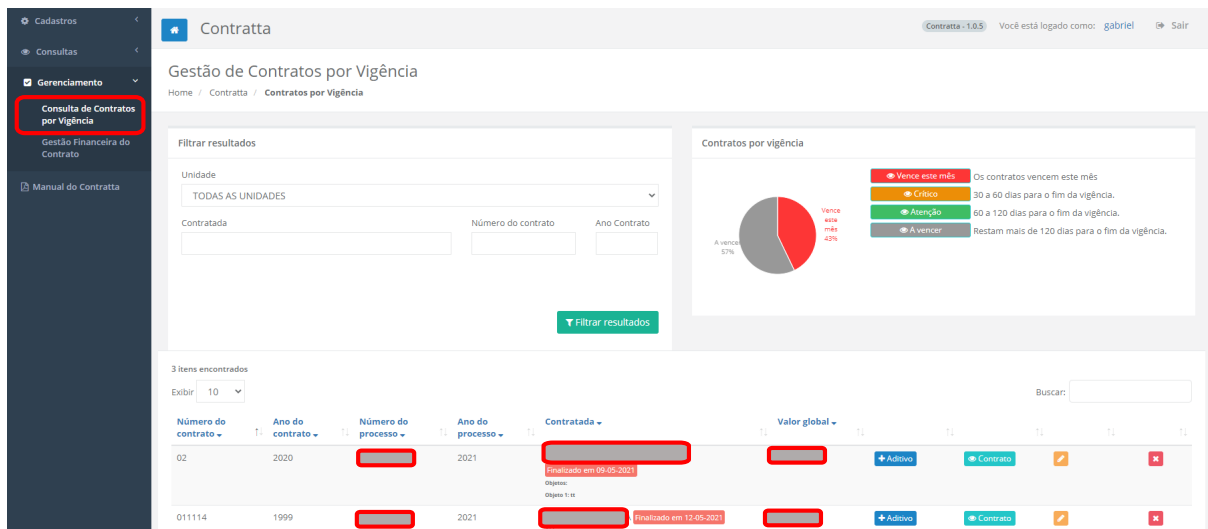 Cadastros
Consultas
Gerenciamento
Consulta de Contratos
por Vigência
Gestão Financeira do
Contrato
Manual do Contratta
Contratta
Contratta - 1.0.5 Você está logado como: gabriel Sair
Gestão de Contratos por Vigência
Home / Contratta / Contratos por Vigência
Filtrar resultados
Unidade
TODAS AS UNIDADES
Contratada Número do contrato Ano Contrato
Filtrar resultados
Contratos por vigência
Vence
este
mês
43%
A vencer
57%
Vence este mês Os contratos vencem este mês
Crítico 30 a 60 dias para o fim da vigência.
Atenção 60 a 120 dias para o fim da vigência.
A vencer Restam mais de 120 dias para o fim da vigência.
3 itens encontrados
Exibir 10 Buscar:
Número do contrato Ano do contrato Número do processo Ano do processo Contratada Valor global
02 2020 2021 +Aditivo Contrato
Finalizado em 09-05-2021
Objetos:
Objeto 1: tt
011114 1999 2021 Finalizado em 12-05-2021 +Aditivo Contrato